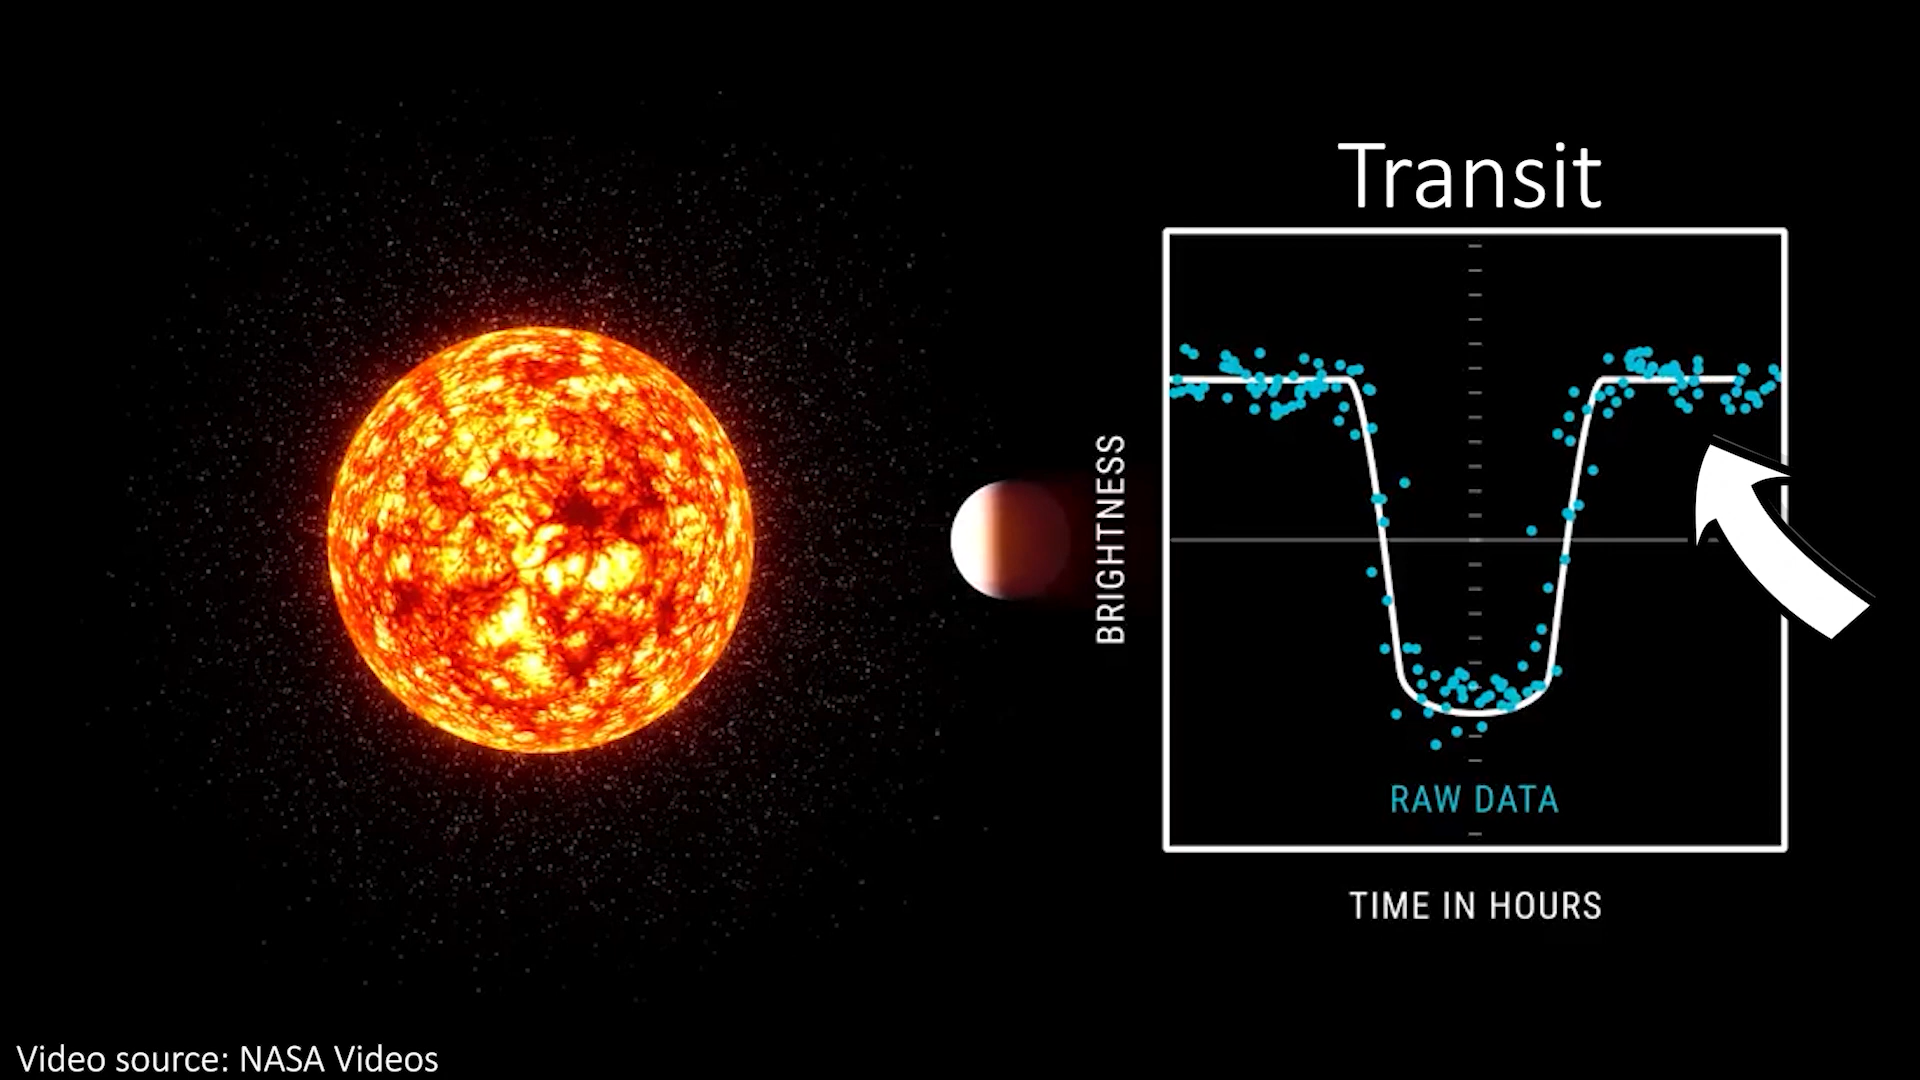 Transit
BRIGHTNESS
RAW DATA
TIME IN HOURS
Video source: NASA Videos